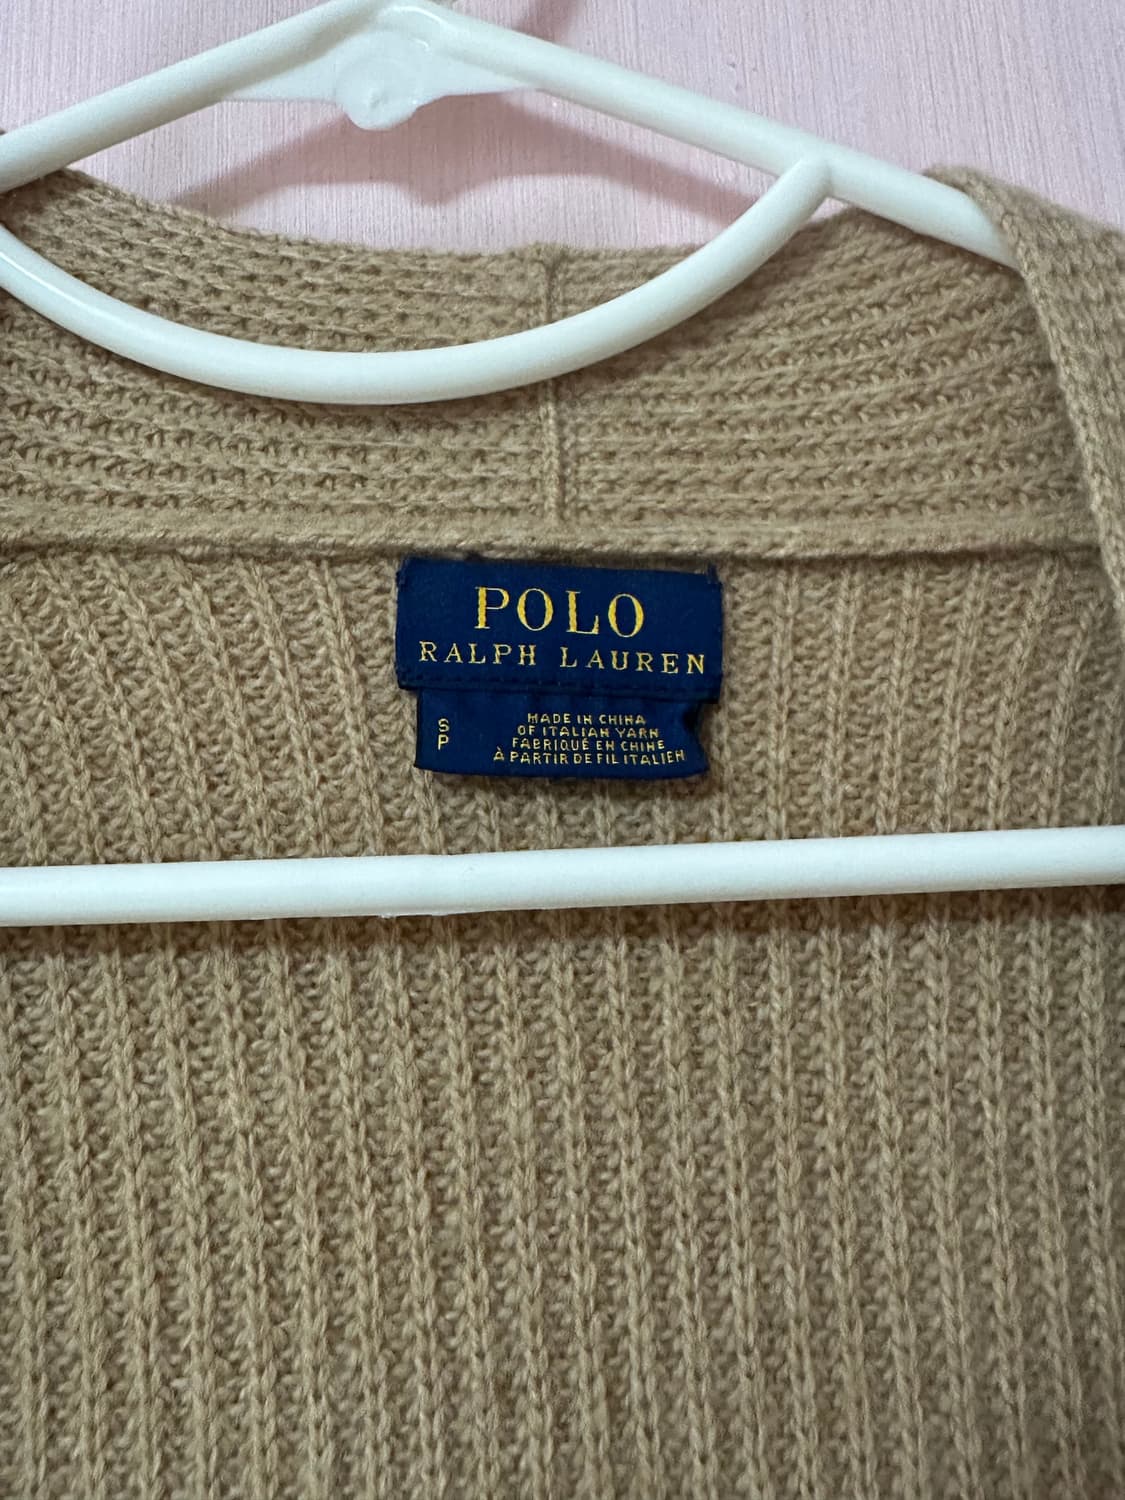 POLO
RALPH LAUREN
S
P
MADE IN CHINA
OF ITALIAN YARN
FABRIQUÉ EN CHINE
À PARTIR DE FIL ITALIEN